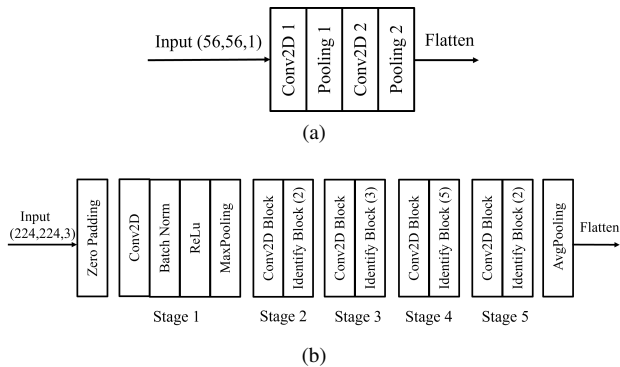 Input (56,56,1)
Conv2D 1
Pooling 1
Conv2D 2
Pooling 2
Flatten
(a)
Input
(224,224,3)
Zero Padding
Conv2D
Batch Norm
ReLu
MaxPooling
Stage 1
Conv2D Block
Identify Block (2)
Stage 2
Conv2D Block
Identify Block (3)
Stage 3
Conv2D Block
Identify Block (5)
Stage 4
Conv2D Block
Identify Block (2)
Stage 5
AvgPooling
Flatten
(b)